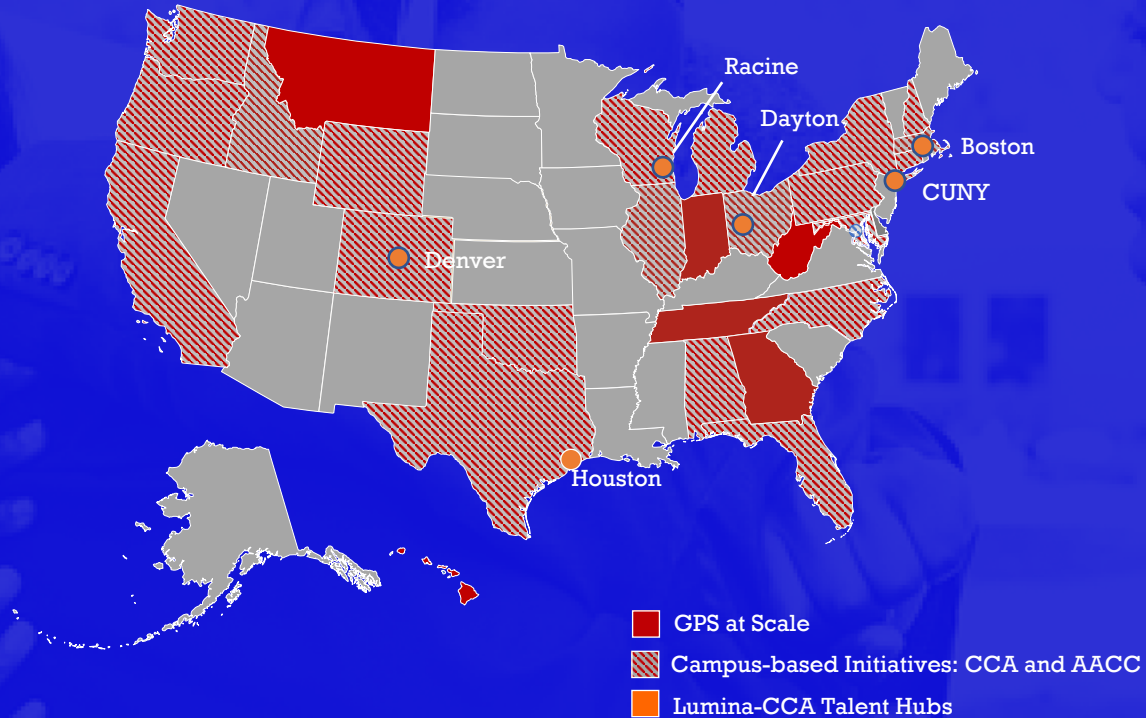 Racine
Dayton
Boston
CUNY
Denver
Houston
GPS at Scale
Campus-based Initiatives: CCA and AACC
Lumina-CCA Talent Hubs